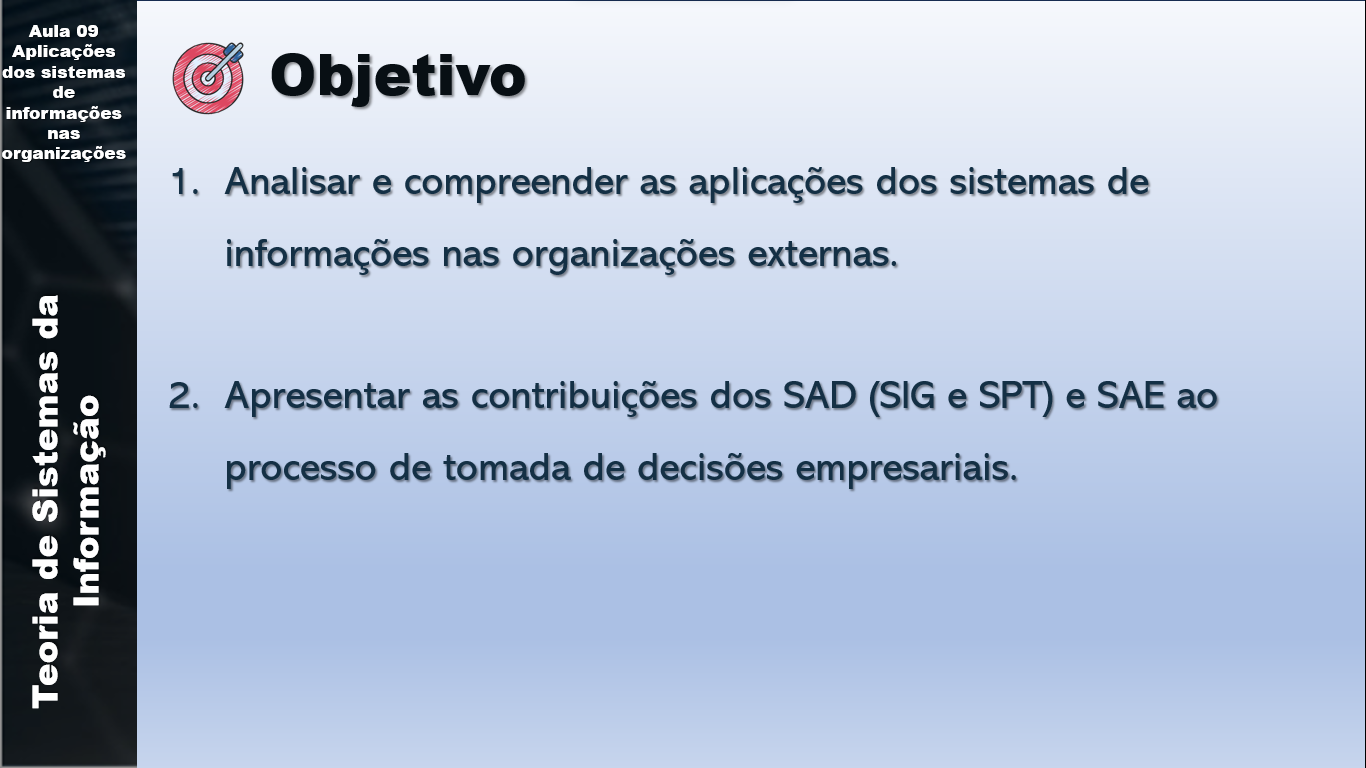 Aula 09
Aplicações
dos sistemas
de
informações
nas
organizações
Teoria de Sistemas da
Informação
Objetivo
1. Analisar e compreender as aplicações dos sistemas de
informações nas organizações externas.
2. Apresentar as contribuições dos SAD (SIG e SPT) e SAE ao
processo de tomada de decisões empresariais.